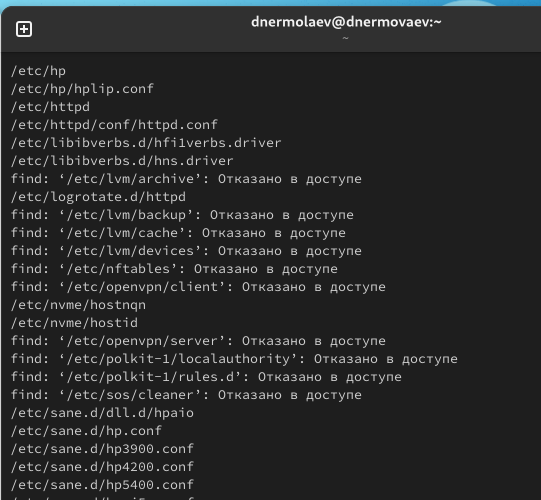 dnermolaev@dnermovaev:~
~
/etc/hp
/etc/hp/hplip.conf
/etc/httpd
/etc/httpd/conf/httpd.conf
/etc/libibverbs.d/hfi1verbs.driver
/etc/libibverbs.d/hns.driver
find: ‘/etc/lvm/archive’: Отказано в доступе
/etc/logrotate.d/httpd
find: ‘/etc/lvm/backup’: Отказано в доступе
find: ‘/etc/lvm/cache’: Отказано в доступе
find: ‘/etc/lvm/devices’: Отказано в доступе
find: ‘/etc/nftables’: Отказано в доступе
find: ‘/etc/openvpn/client’: Отказано в доступе
/etc/nvme/hostnqn
/etc/nvme/hostid
find: ‘/etc/openvpn/server’: Отказано в доступе
find: ‘/etc/polkit-1/localauthority’: Отказано в доступе
find: ‘/etc/polkit-1/rules.d’: Отказано в доступе
find: ‘/etc/sos/cleaner’: Отказано в доступе
/etc/sane.d/dll.d/hpaio
/etc/sane.d/hp.conf
/etc/sane.d/hp3900.conf
/etc/sane.d/hp4200.conf
/etc/sane.d/hp5400.conf